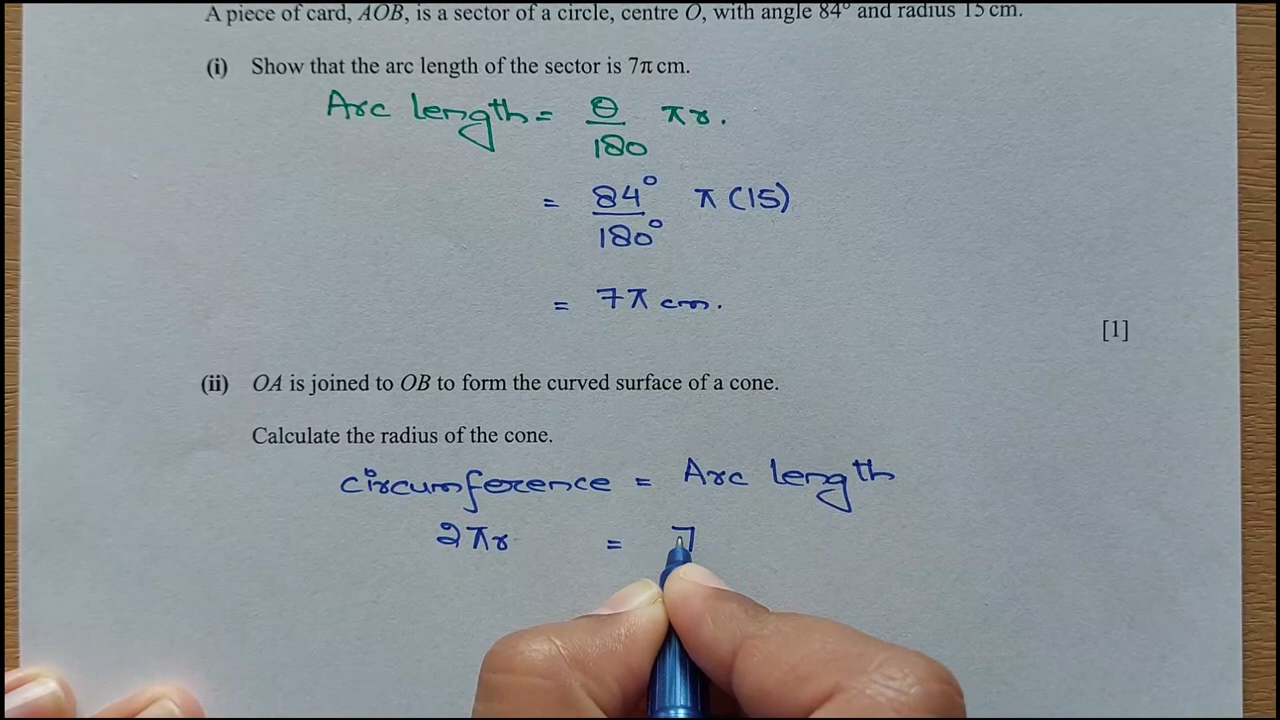 A piece of card, AOB, is a sector of a circle, centre O, with angle 84° and radius 15 cm.
(i) Show that the arc length of the sector is 7π cm.
Arc length = θ/180 πr.
= 84°/180° π (15)
= 7π cm.
[1]
(ii) OA is joined to OB to form the curved surface of a cone.
Calculate the radius of the cone.
circumference = Arc length
2πr = 7